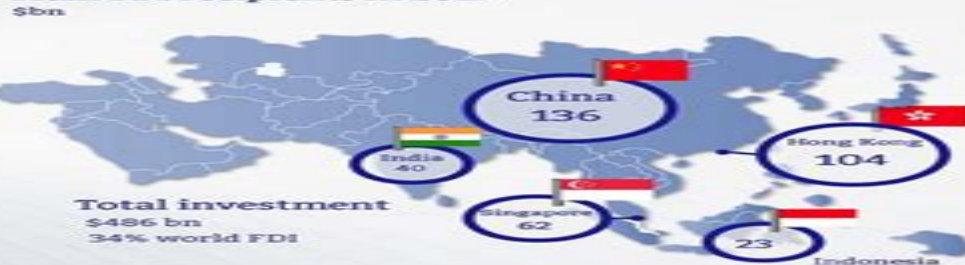 $bn
China
136
Hong Kong
104
India
40
Singapore
62
Total investment
$486 bn
34% world FDI
23
Indonesia